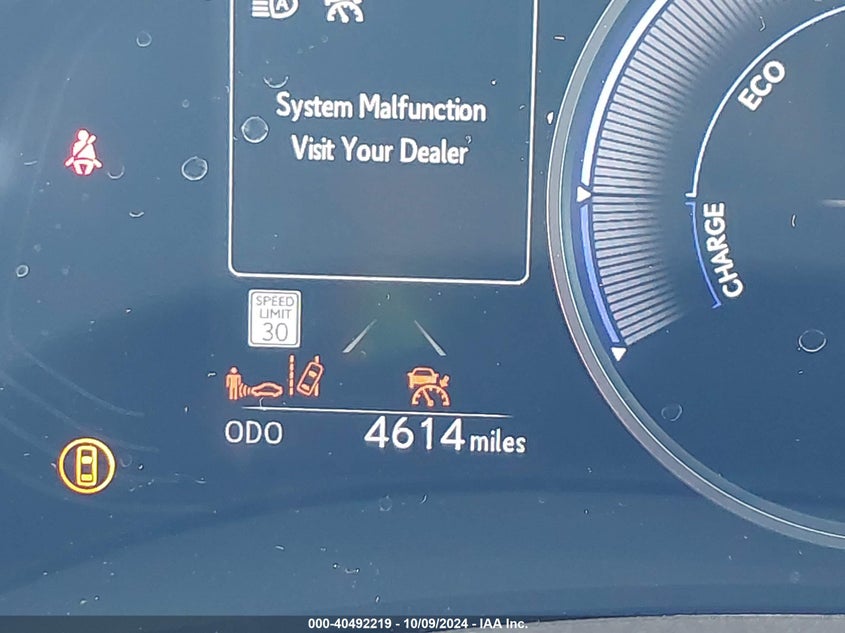 A
System Malfunction
Visit Your Dealer
ECO
CHARGE
SPEED
LIMIT
30
ODO 4614 miles
000-40492219 - 10/09/2024 - IAA Inc.